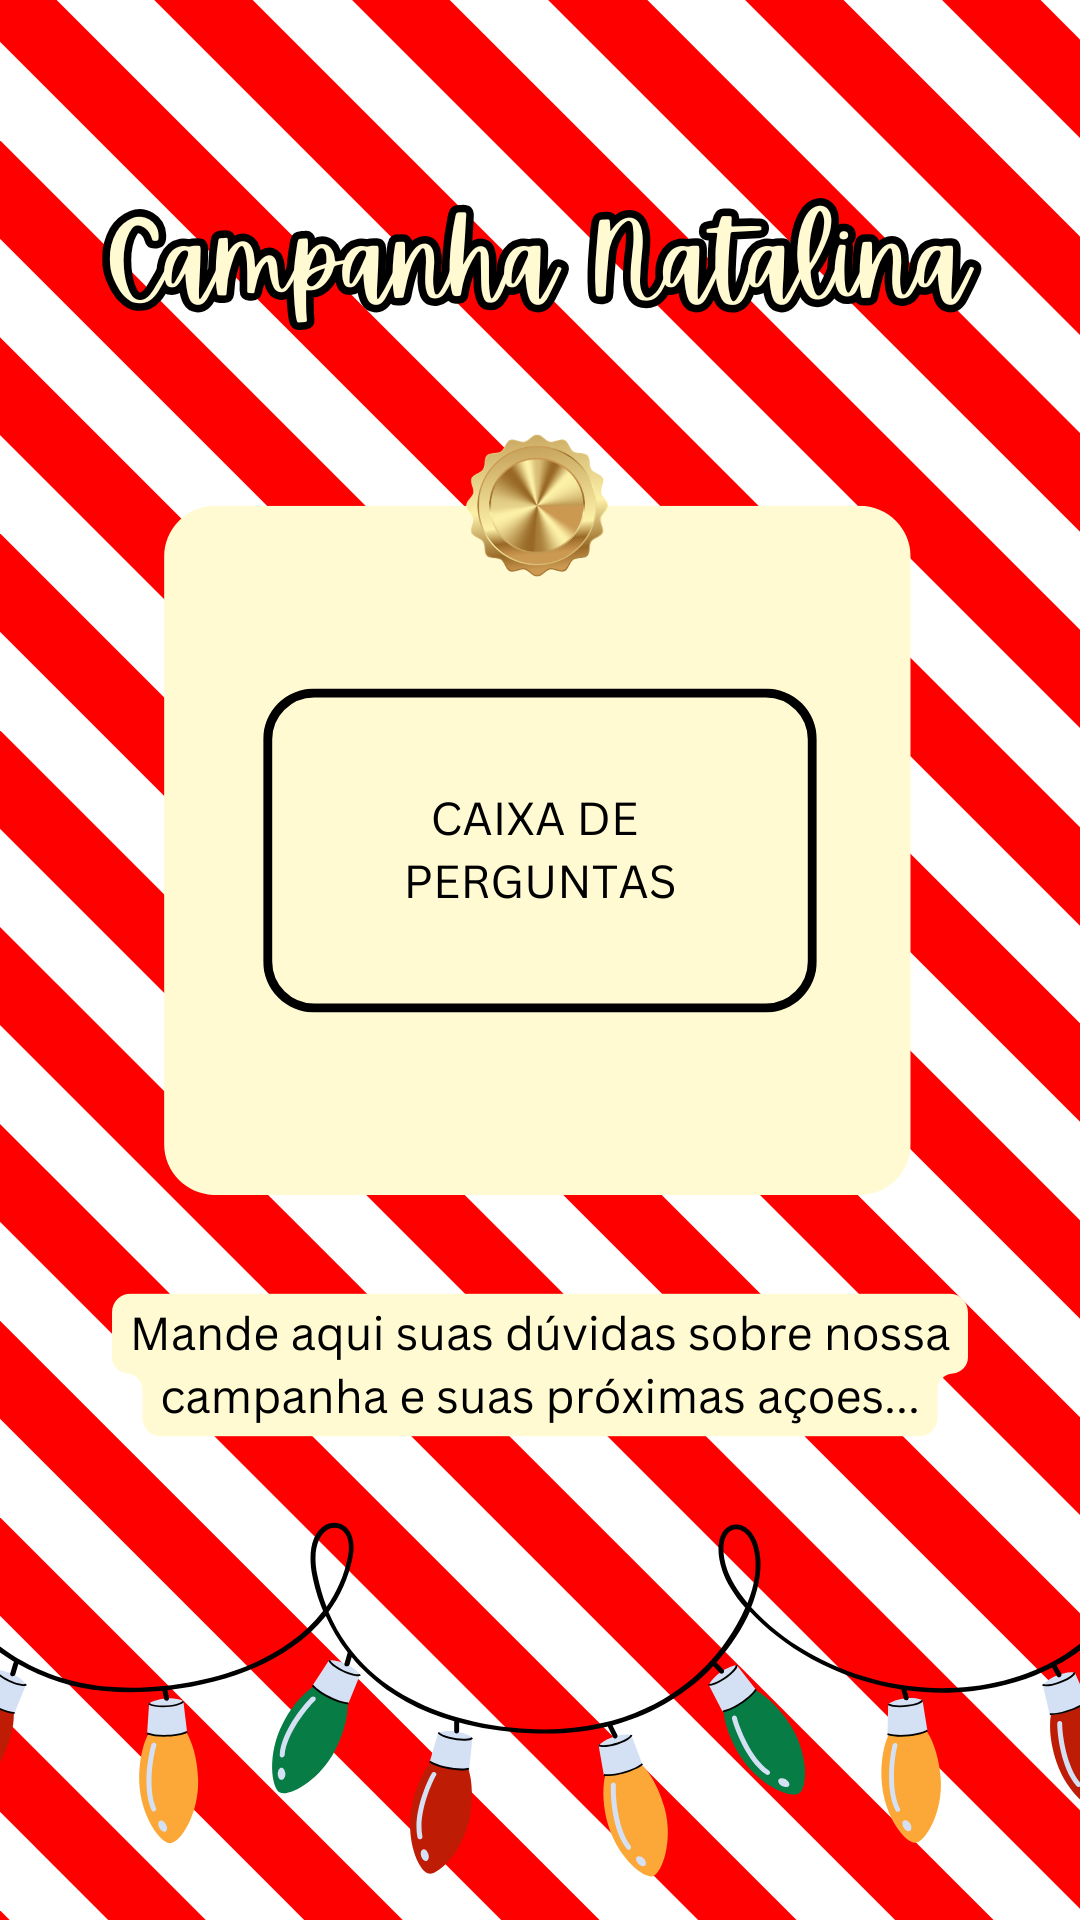 Campanha Natalina
CAIXA DE
PERGUNTAS
Mande aqui suas dúvidas sobre nossa
campanha e suas próximas açoes...